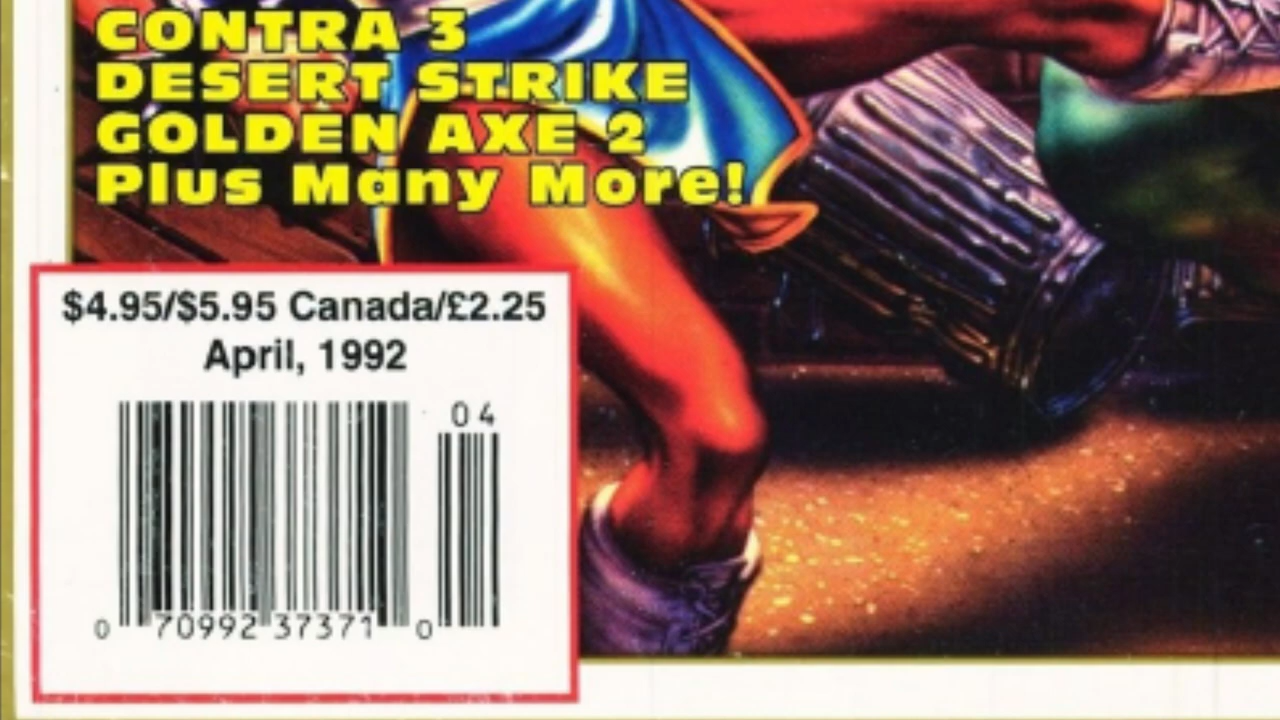 CONTRA 3
DESERT STRIKE
GOLDEN AXE 2
Plus Many More!
$4.95/$5.95 Canada/£2.25
April, 1992
04
0 70992 37371 0